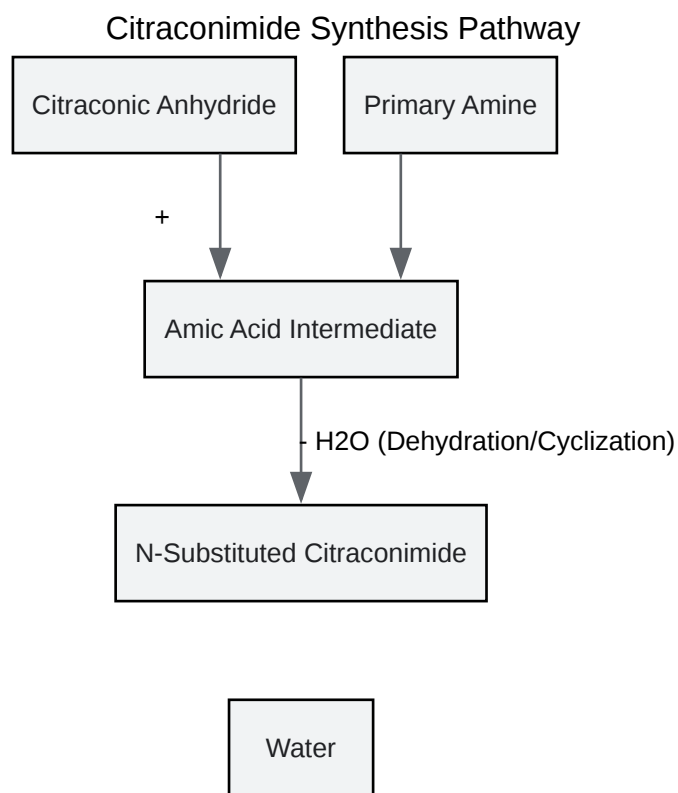 Citraconimide Synthesis Pathway
Citraconic Anhydride
Primary Amine
+
Amic Acid Intermediate
- H2O (Dehydration/Cyclization)
N-Substituted Citraconimide
Water